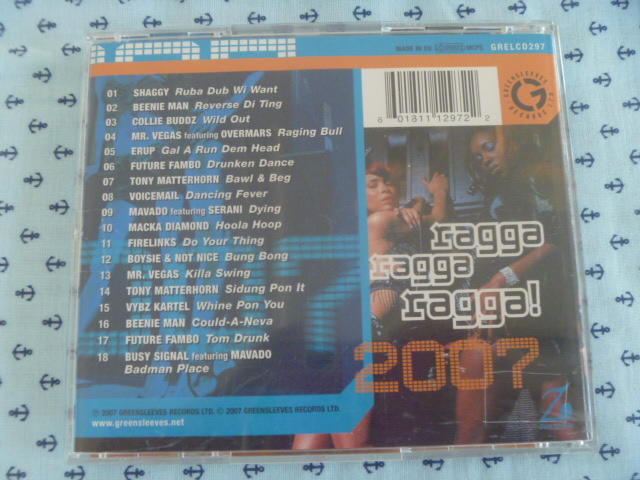 MADE IN EU MCPS GRELCD297
01 SHAGGY Ruba Dub Wi Want
02 BEENIE MAN Reverse Di Ting
03 COLLIE BUDDZ Wild Out
04 MR. VEGAS featuring OVERMARS Raging Bull
05 ERUP Gal A Run Dem Head
06 FUTURE FAMBO Drunken Dance
07 TONY MATTERHORN Bawl & Beg
08 VOICEMAIL Dancing Fever
09 MAVADO featuring SERANI Dying
10 MACKA DIAMOND Hoola Hoop
11 FIRELINKS Do Your Thing
12 BOYSIE & NOT NICE Bung Bong
13 MR. VEGAS Killa Swing
14 TONY MATTERHORN Sidung Pon It
15 VYBZ KARTEL Whine Pon You
16 BEENIE MAN Could-A-Neva
17 FUTURE FAMBO Tom Drunk
18 BUSY SIGNAL featuring MAVADO
Badman Place
℗ 2007 GREENSLEEVES RECORDS LTD. © 2007 GREENSLEEVES RECORDS LTD.
www.greensleeves.net
6 01811 12972 2
GREENSLEEVES RECORDS LTD.
G
ragga
ragga
ragga!
2007